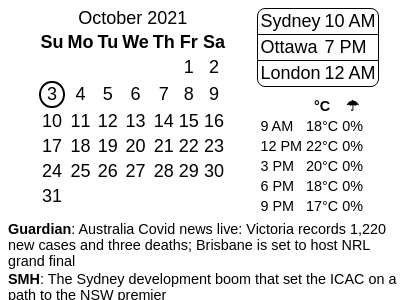 October 2021
Su Mo Tu We Th Fr Sa
1 2
3 4 5 6 7 8 9
10 11 12 13 14 15 16
17 18 19 20 21 22 23
24 25 26 27 28 29 30
31
Sydney 10 AM
Ottawa 7 PM
London 12 AM
°C ☂
9 AM 18°C 0%
12 PM 22°C 0%
3 PM 20°C 0%
6 PM 18°C 0%
9 PM 17°C 0%
Guardian: Australia Covid news live: Victoria records 1,220
new cases and three deaths; Brisbane is set to host NRL
grand final
SMH: The Sydney development boom that set the ICAC on a
path to the NSW premier